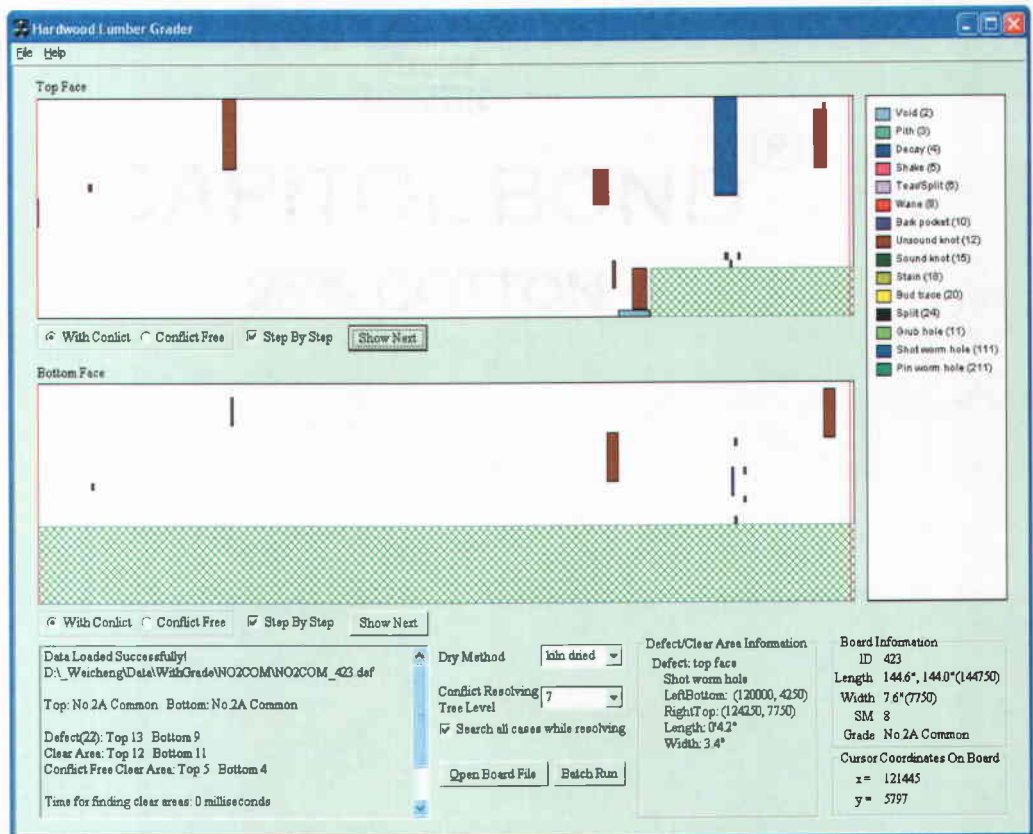 Hardwood Lumber Grader
File Help
Top Face
Void (2)
Pith (3)
Decay (4)
Shake (5)
Tear/Split (6)
Wane (8)
Bark pocket (10)
Unsound knot (12)
Sound knot (15)
Stain (18)
Bud trace (20)
Split (24)
Grub hole (11)
Shot worm hole (111)
Pin worm hole (211)
With Conlict Conflict Free Step By Step Show Next
Bottom Face
With Conlict Conflict Free Step By Step Show Next
Data Loaded Successfully!
D:\_Weicheng\Data\WithGrade\NO2COM\NO2COM_423.def
Top: No.2A Common Bottom: No.2A Common
Defect(22): Top 13 Bottom 9
Clear Area: Top 12 Bottom 11
Conflict Free Clear Area: Top 5 Bottom 4
Time for finding clear areas: 0 milliseconds
Dry Method kiln dried
Conflict Resolving Tree Level 7
Search all cases while resolving
Open Board File Batch Run
Defect/Clear Area Information
Defect: top face
Shot worm hole
LeftBottom: (120000, 4250)
RightTop: (124250, 7750)
Length: 0'4.2"
Width: 3.4"
Board Information
ID 423
Length 144.6", 144.0"(144750)
Width 7.6"(7750)
SM 8
Grade No 2A Common
Cursor Coordinates On Board
x = 121445
y = 5797
CAPITOL BOND
25% COTTON